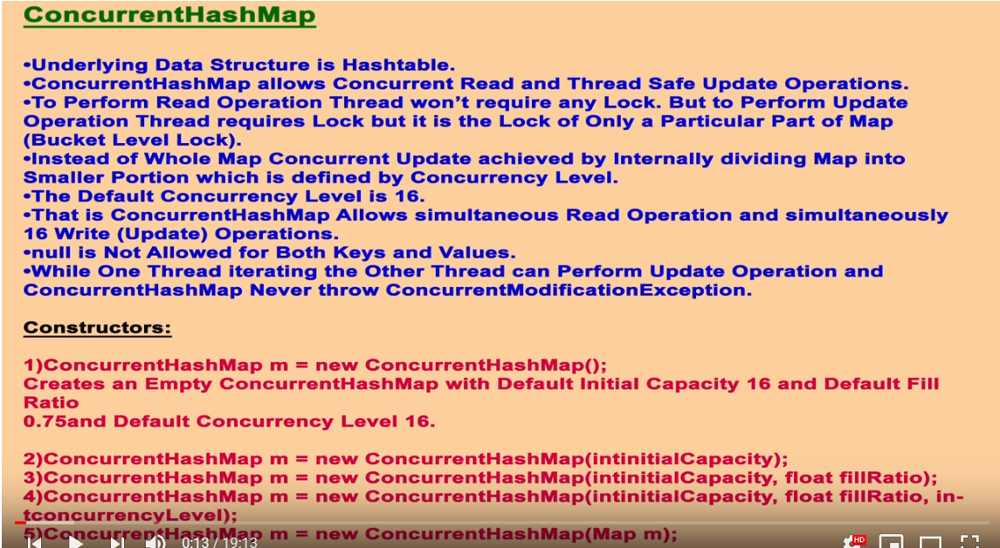 ConcurrentHashMap
•Underlying Data Structure is Hashtable.
•ConcurrentHashMap allows Concurrent Read and Thread Safe Update Operations.
•To Perform Read Operation Thread won't require any Lock. But to Perform Update
Operation Thread requires Lock but it is the Lock of Only a Particular Part of Map
(Bucket Level Lock).
•Instead of Whole Map Concurrent Update achieved by Internally dividing Map into
Smaller Portion which is defined by Concurrency Level.
•The Default Concurrency Level is 16.
•That is ConcurrentHashMap Allows simultaneous Read Operation and simultaneously
16 Write (Update) Operations.
•null is Not Allowed for Both Keys and Values.
•While One Thread iterating the Other Thread can Perform Update Operation and
ConcurrentHashMap Never throw ConcurrentModificationException.
Constructors:
1)ConcurrentHashMap m = new ConcurrentHashMap();
Creates an Empty ConcurrentHashMap with Default Initial Capacity 16 and Default Fill
Ratio
0.75and Default Concurrency Level 16.
2)ConcurrentHashMap m = new ConcurrentHashMap(intinitialCapacity);
3)ConcurrentHashMap m = new ConcurrentHashMap(intinitialCapacity, float fillRatio);
4)ConcurrentHashMap m = new ConcurrentHashMap(intinitialCapacity, float fillRatio, in-
tconcurrencyLevel);
5)ConcurrentHashMap m = new ConcurrentHashMap(Map m);
0:13 / 19:13
HD